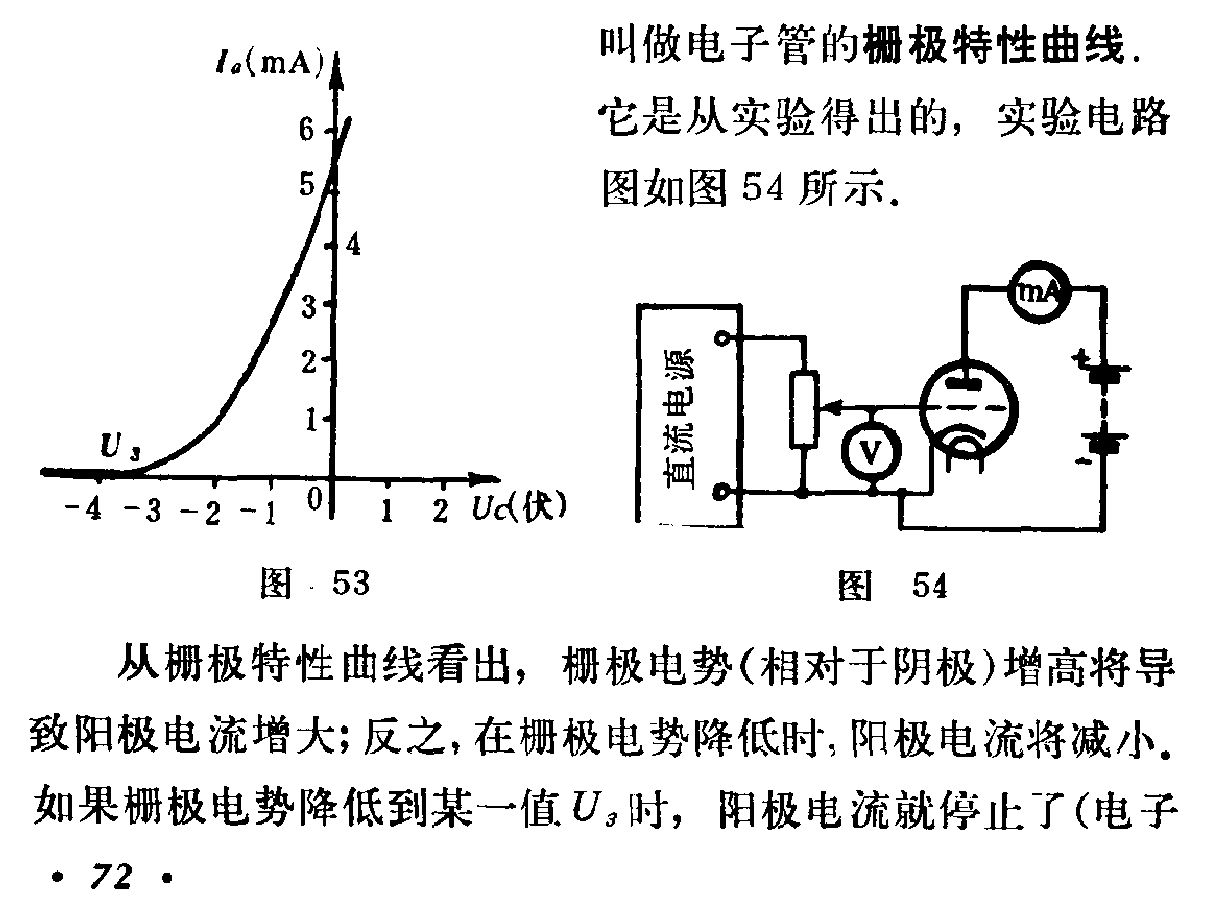 叫做电子管的栅极特性曲线.
它是从实验得出的，实验电路
图如图 54 所示.
Ia(mA)
6
5
4
3
2
1
U₃
-4 -3 -2 -1 0 1 2 Uc(伏)
图 53
mA
直流电源
V
+
-
图 54
从栅极特性曲线看出，栅极电势(相对于阴极)增高将导
致阳极电流增大；反之，在栅极电势降低时，阳极电流将减小.
如果栅极电势降低到某一值U₃时，阳极电流就停止了(电子
• 72 •